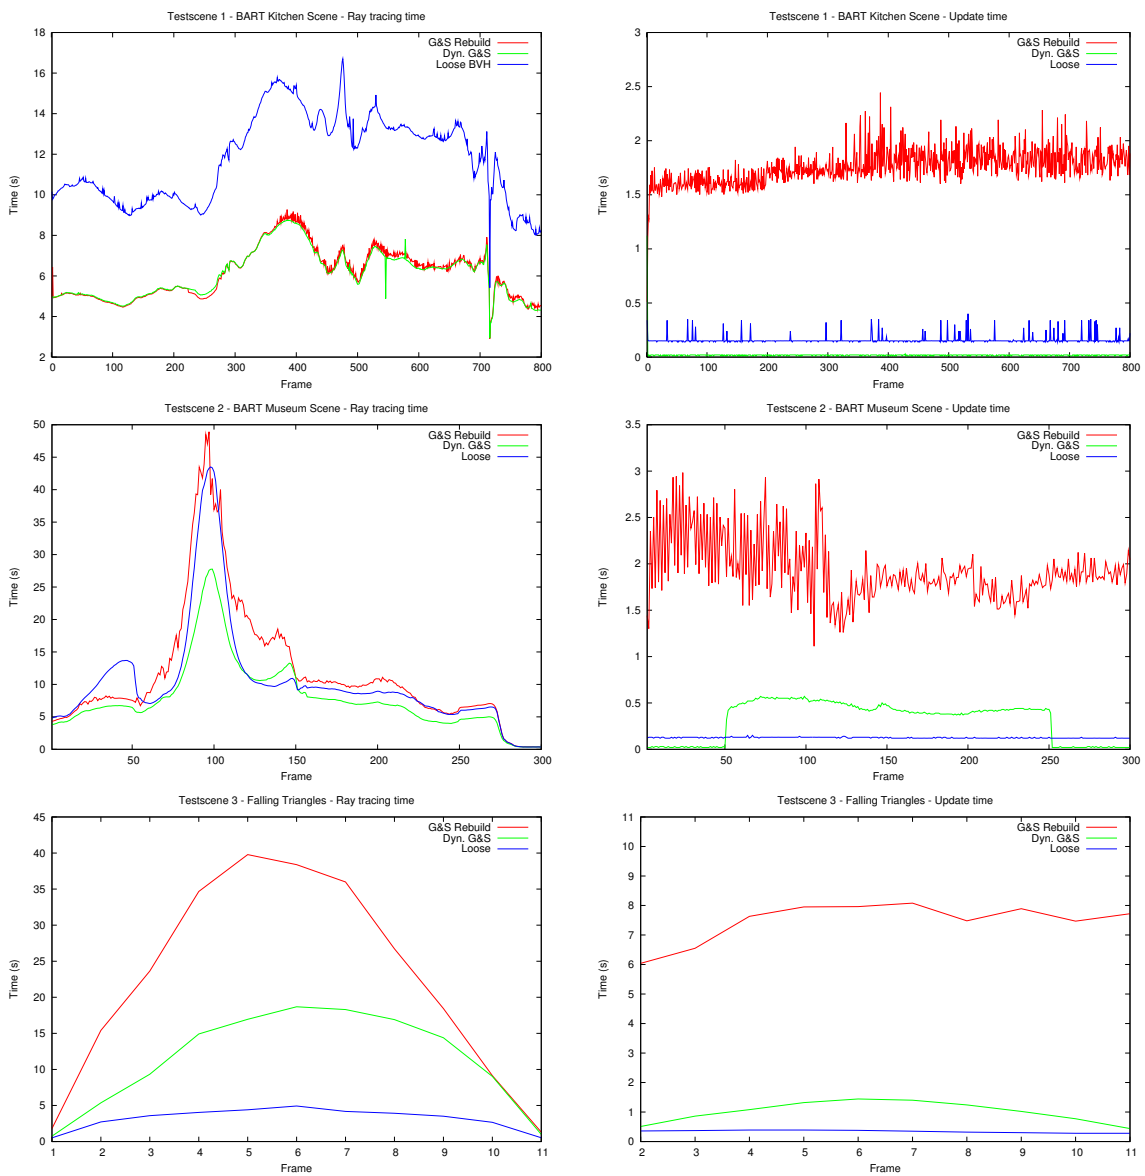 Testscene 1 - BART Kitchen Scene - Ray tracing time
18
16
14
12
10
8
6
4
2
0 100 200 300 400 500 600 700 800
Time (s)
Frame
G&S Rebuild
Dyn. G&S
Loose BVH
Testscene 1 - BART Kitchen Scene - Update time
3
2.5
2
1.5
1
0.5
0
0 100 200 300 400 500 600 700 800
Time (s)
Frame
G&S Rebuild
Dyn. G&S
Loose
Testscene 2 - BART Museum Scene - Ray tracing time
50
45
40
35
30
25
20
15
10
5
0
50 100 150 200 250 300
Time (s)
Frame
G&S Rebuild
Dyn. G&S
Loose
Testscene 2 - BART Museum Scene - Update time
3.5
3
2.5
2
1.5
1
0.5
0
50 100 150 200 250 300
Time (s)
Frame
G&S Rebuild
Dyn. G&S
Loose
Testscene 3 - Falling Triangles - Ray tracing time
45
40
35
30
25
20
15
10
5
0
1 2 3 4 5 6 7 8 9 10 11
Time (s)
Frame
G&S Rebuild
Dyn. G&S
Loose
Testscene 3 - Falling Triangles - Update time
11
10
9
8
7
6
5
4
3
2
1
0
2 3 4 5 6 7 8 9 10 11
Time (s)
Frame
G&S Rebuild
Dyn. G&S
Loose